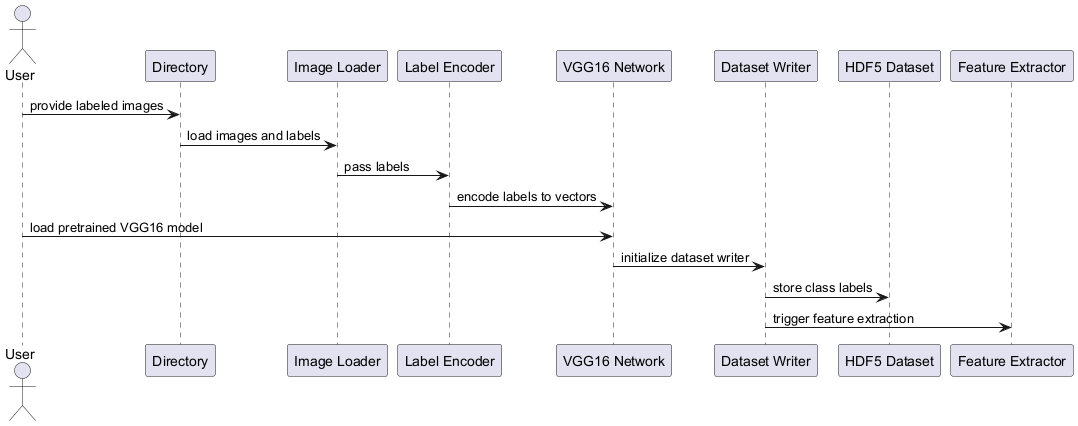 User
Directory
Image Loader
Label Encoder
VGG16 Network
Dataset Writer
HDF5 Dataset
Feature Extractor
provide labeled images
load images and labels
pass labels
encode labels to vectors
load pretrained VGG16 model
initialize dataset writer
store class labels
trigger feature extraction
User
Directory
Image Loader
Label Encoder
VGG16 Network
Dataset Writer
HDF5 Dataset
Feature Extractor